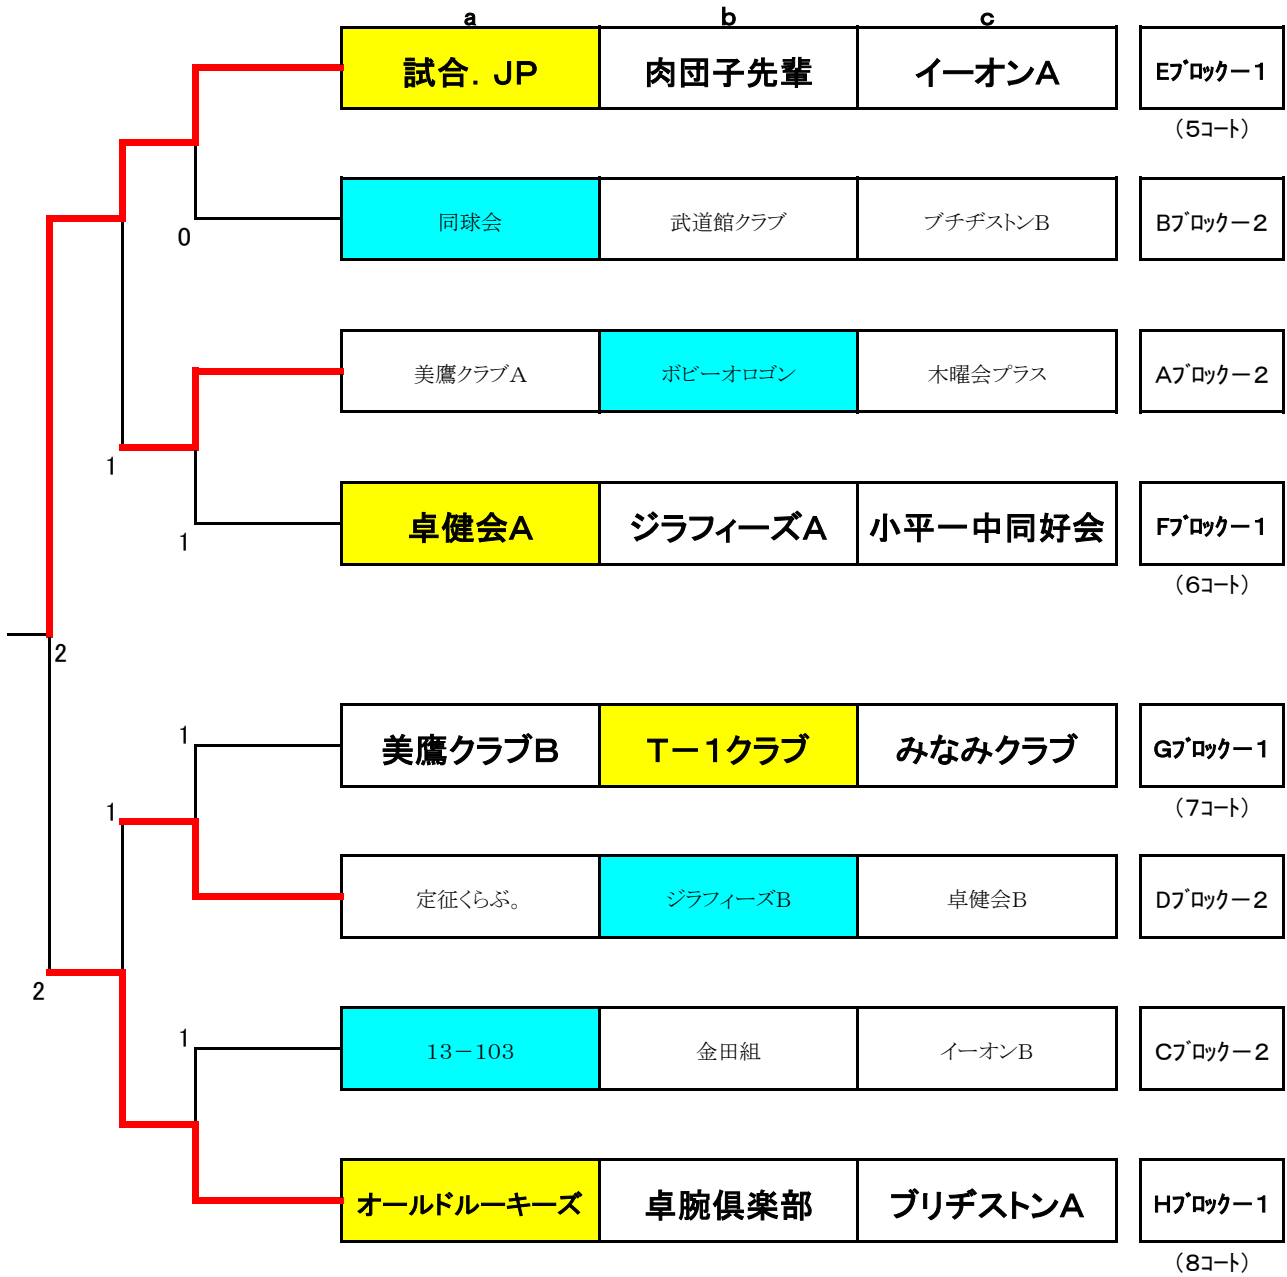 a b c
試合．ＪＰ 肉団子先輩 イーオンＡ Eﾌﾞﾛｯｸー1
（5ｺｰﾄ）
同球会 武道館クラブ ブチヂストンＢ Bﾌﾞﾛｯｸー2
0
美鷹クラブＡ ボビーオロゴン 木曜会プラス Aﾌﾞﾛｯｸー2
1
卓健会Ａ ジラフィーズＡ 小平一中同好会 Fﾌﾞﾛｯｸー1
1
（6ｺｰﾄ）
2
美鷹クラブＢ Ｔ－１クラブ みなみクラブ Gﾌﾞﾛｯｸー1
1
（7ｺｰﾄ）
1
定征くらぶ。 ジラフィーズＢ 卓健会Ｂ Dﾌﾞﾛｯｸー2
2
1
13－103 金田組 イーオンＢ Cﾌﾞﾛｯｸー2
オールドルーキーズ 卓腕倶楽部 ブリヂストンＡ Hﾌﾞﾛｯｸー1
（8ｺｰﾄ）